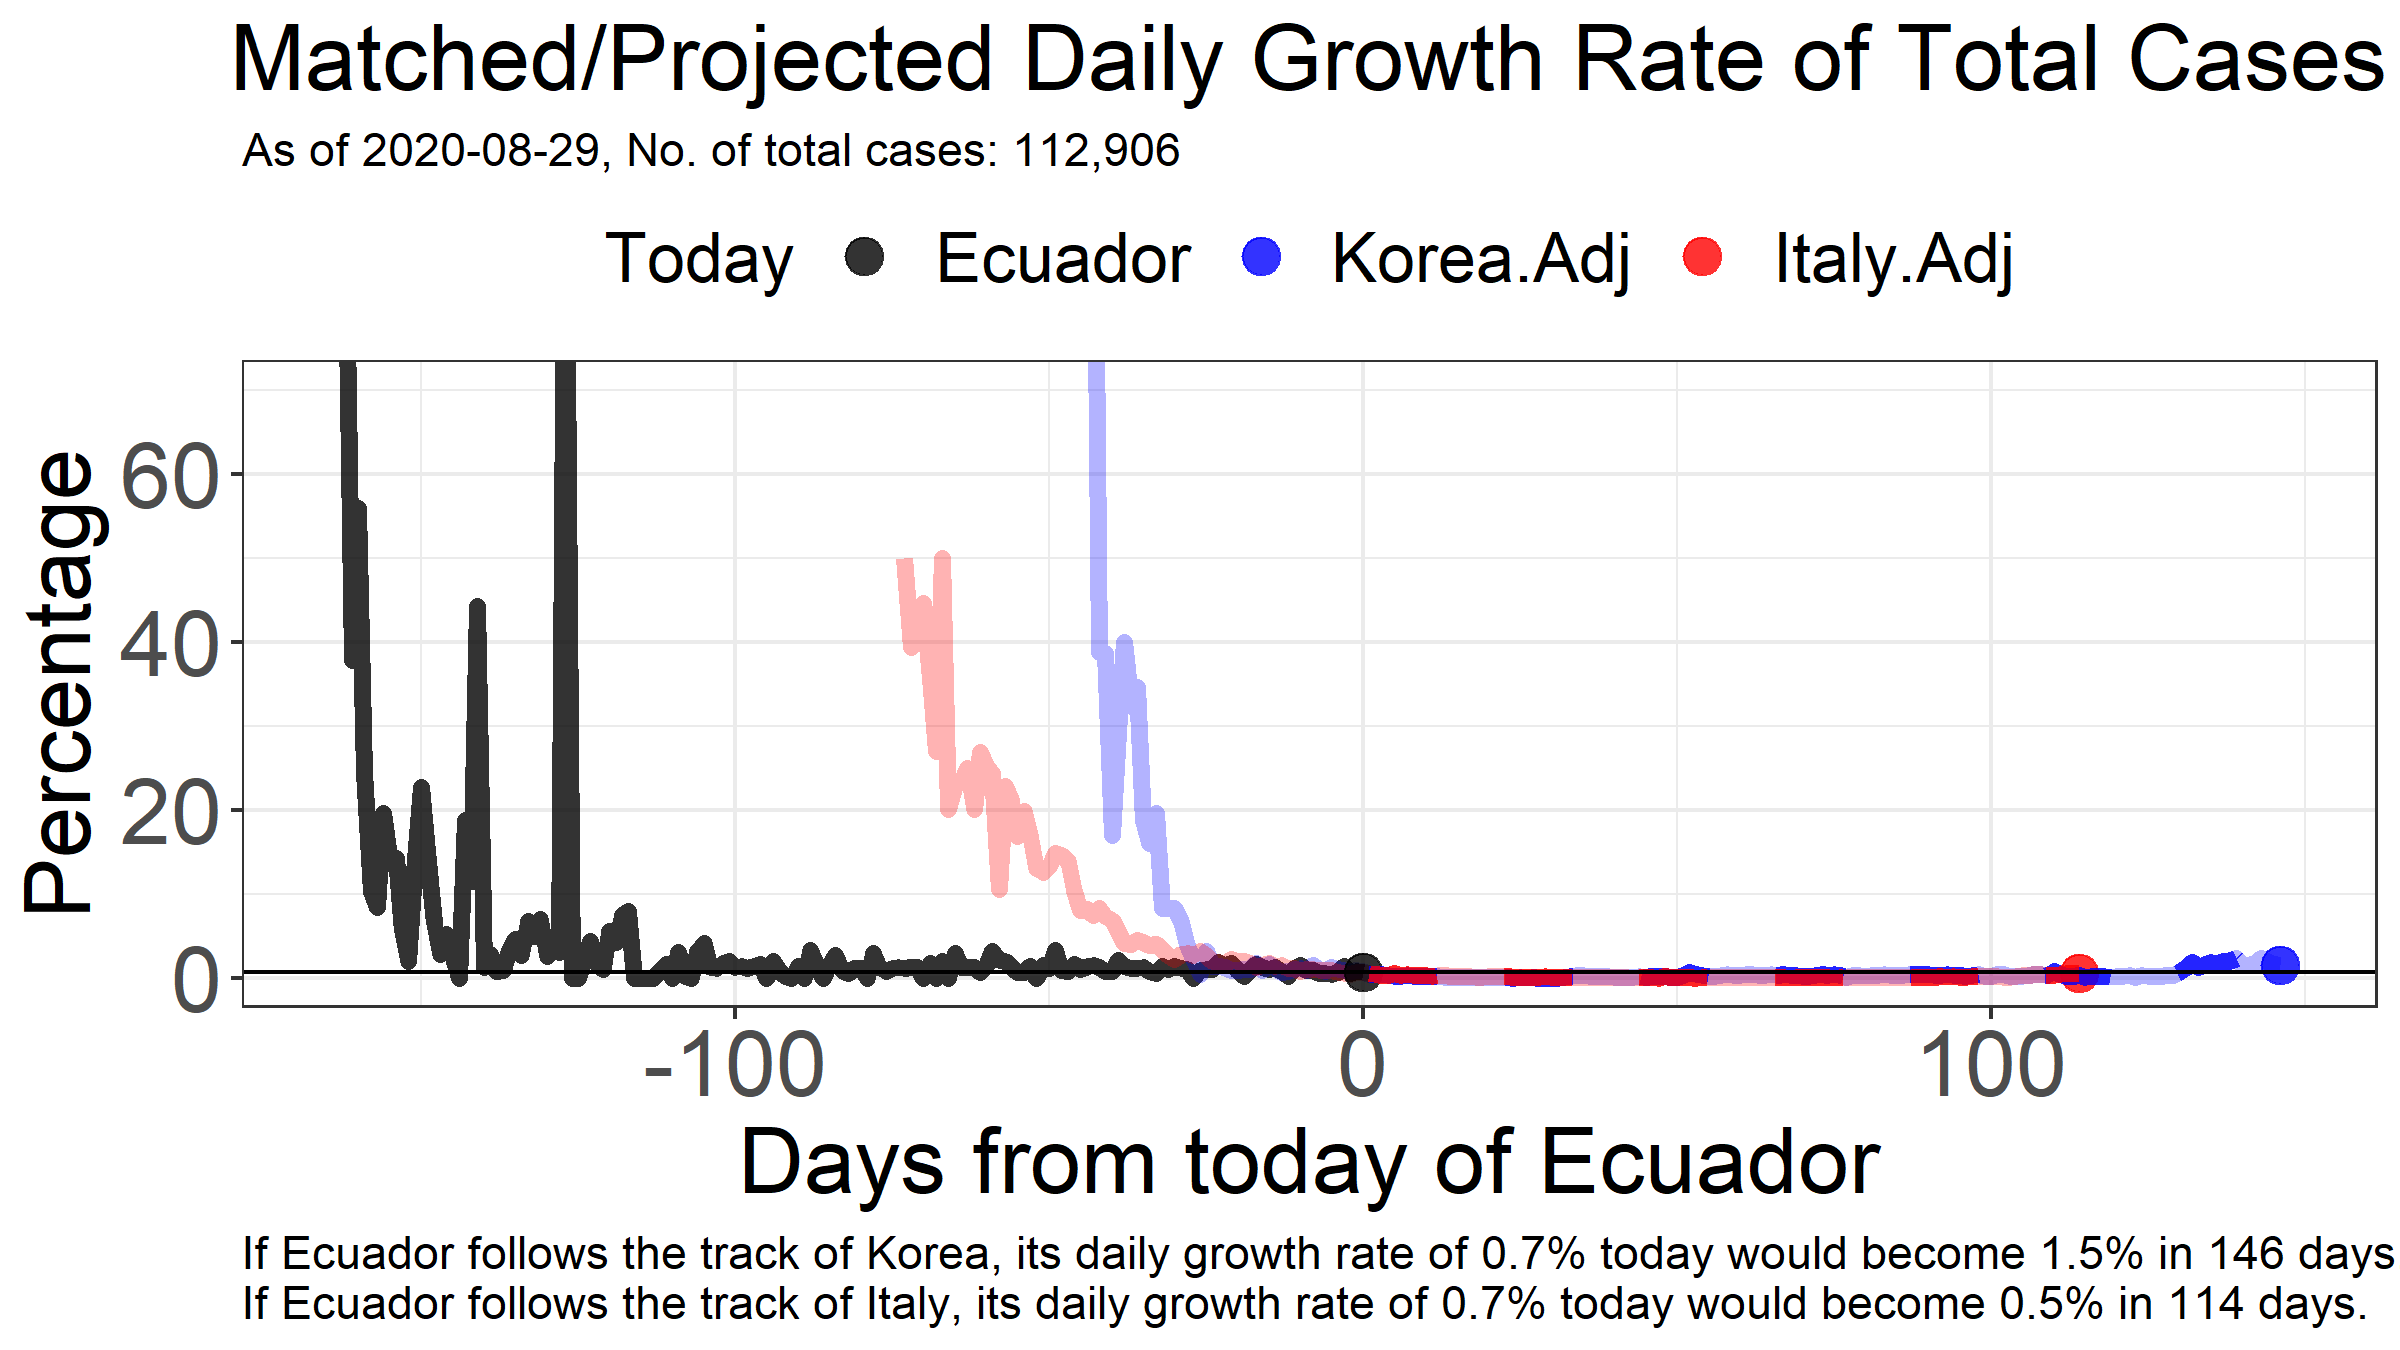 Matched/Projected Daily Growth Rate of Total Cases
As of 2020-08-29, No. of total cases: 112,906
Today Ecuador Korea.Adj Italy.Adj
Percentage
60
40
20
0
-100 0 100
Days from today of Ecuador
If Ecuador follows the track of Korea, its daily growth rate of 0.7% today would become 1.5% in 146 days
If Ecuador follows the track of Italy, its daily growth rate of 0.7% today would become 0.5% in 114 days.